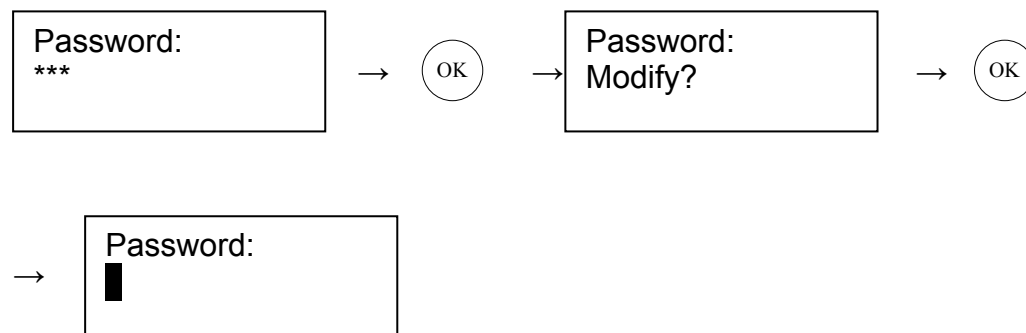 Password:
***
→ OK → Password:
Modify? → OK
→ Password: